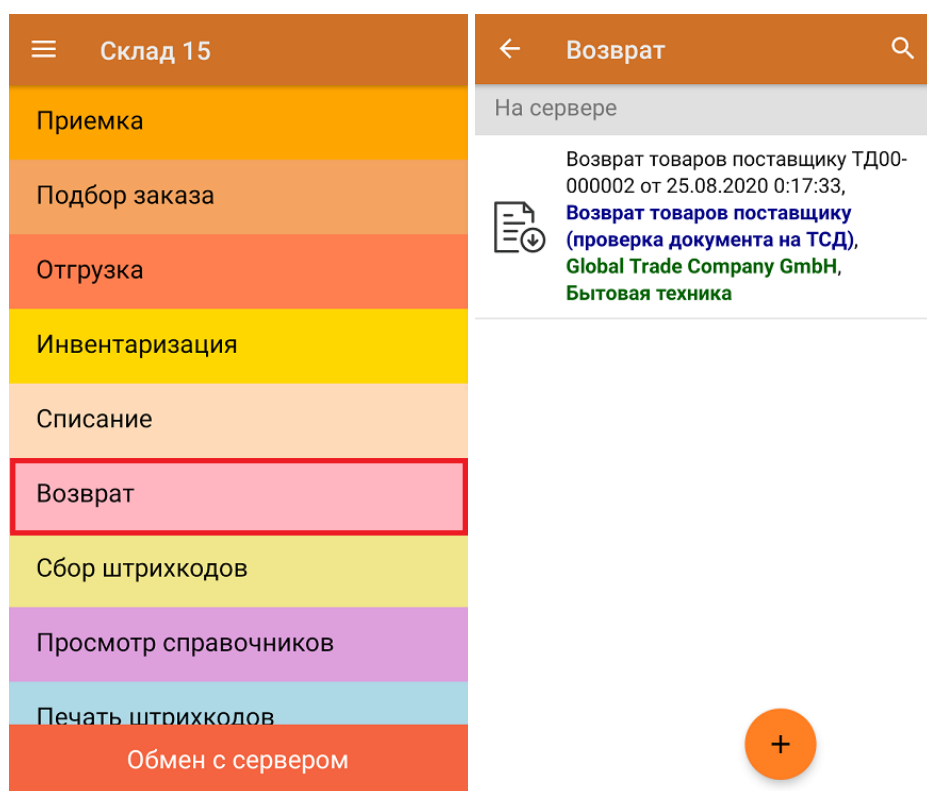 Склад 15
Приемка
Подбор заказа
Отгрузка
Инвентаризация
Списание
Возврат
Сбор штрихкодов
Просмотр справочников
Печать штрихкодов
Обмен с сервером
Возврат
На сервере
Возврат товаров поставщику ТД00-
000002 от 25.08.2020 0:17:33,
Возврат товаров поставщику
(проверка документа на ТСД),
Global Trade Company GmbH,
Бытовая техника
+